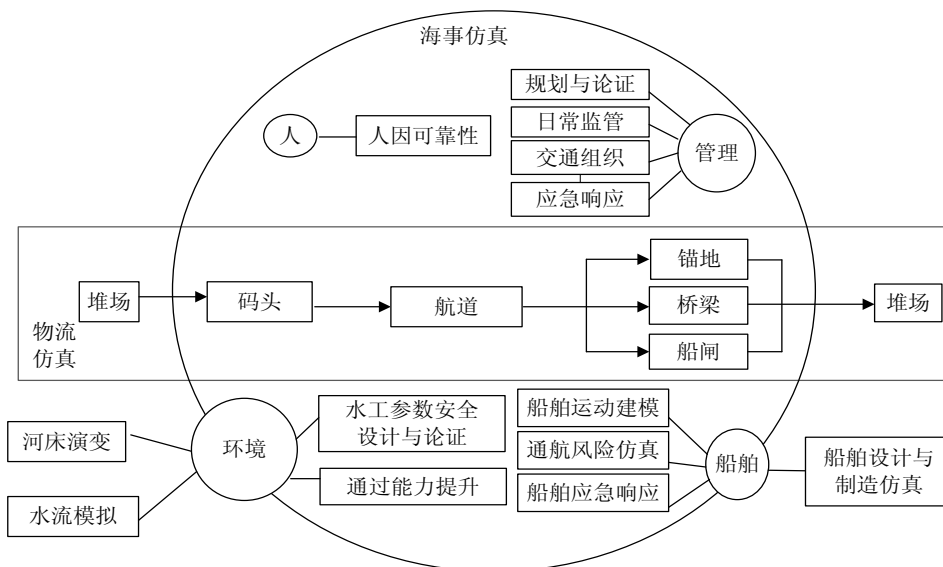 海事仿真
规划与论证
人
人因可靠性
日常监管
交通组织
应急响应
管理
锚地
堆场
码头
航道
桥梁
堆场
船闸
物流
仿真
河床演变
水流模拟
环境
水工参数安全
设计与论证
通过能力提升
船舶运动建模
通航风险仿真
船舶应急响应
船舶
船舶设计与
制造仿真